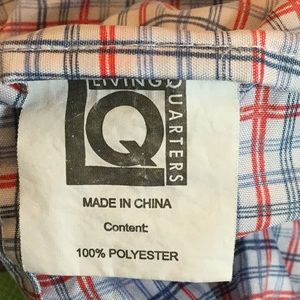 LIVING
QUARTERS
LQ
MADE IN CHINA
Content:
100% POLYESTER